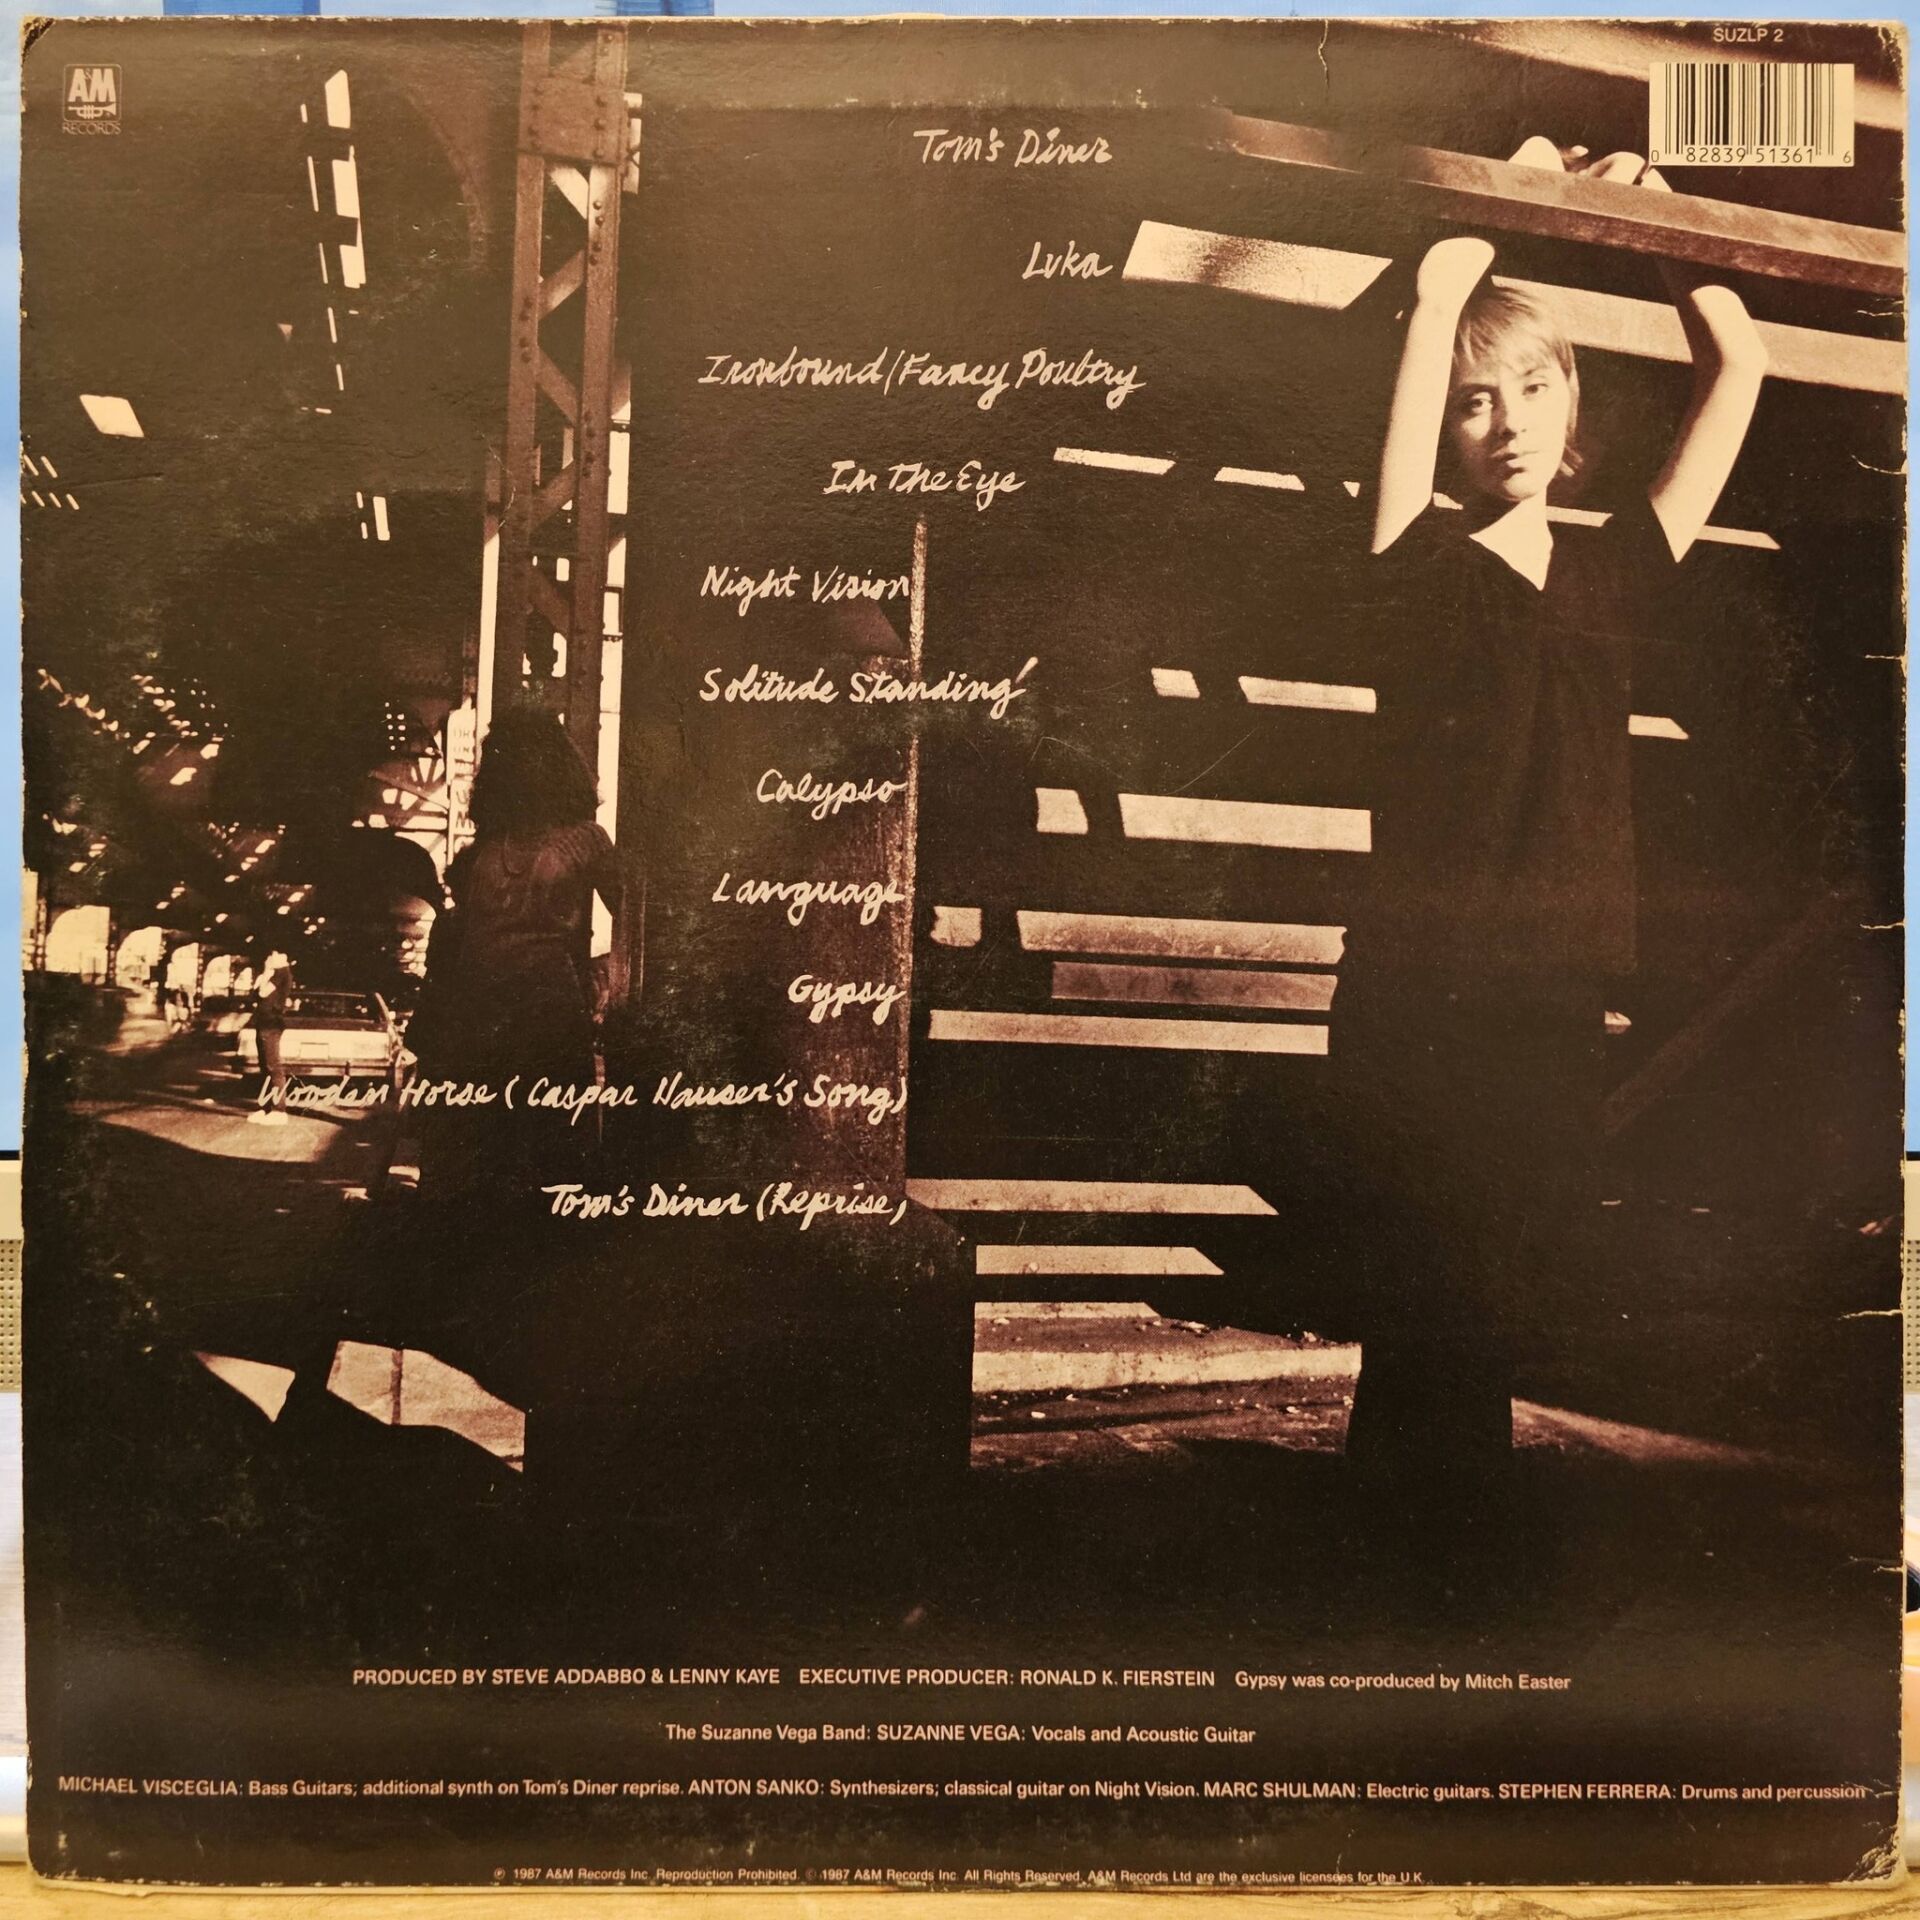 SUZLP 2
A&M
RECORDS
0 82839 51361 6
Tom's Diner
Luka
Ironbound/Fancy Poultry
In The Eye
Night Vision
Solitude Standing
Calypso
Language
Gypsy
Wooden Horse (Caspar Hauser's Song)
Tom's Diner (Reprise)
PRODUCED BY STEVE ADDABBO & LENNY KAYE EXECUTIVE PRODUCER: RONALD K. FIERSTEIN Gypsy was co-produced by Mitch Easter
The Suzanne Vega Band: SUZANNE VEGA: Vocals and Acoustic Guitar
MICHAEL VISCEGLIA: Bass Guitars; additional synth on Tom's Diner reprise. ANTON SANKO: Synthesizers; classical guitar on Night Vision. MARC SHULMAN: Electric guitars. STEPHEN FERRERA: Drums and percussion
℗ 1987 A&M Records Inc. Reproduction Prohibited. © 1987 A&M Records Inc. All Rights Reserved. A&M Records Ltd are the exclusive licensees for the U.K.